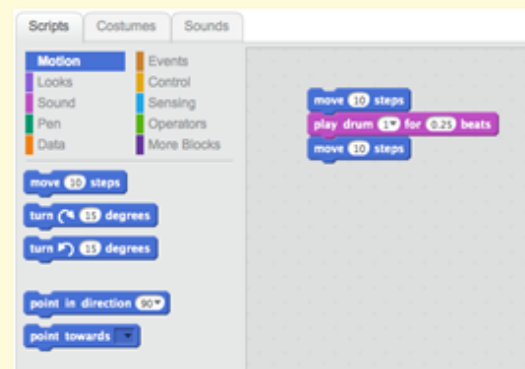 Scripts Costumes Sounds
Motion Events
Looks Control
Sound Sensing
Pen Operators
Data More Blocks
move 10 steps
turn 15 degrees
turn 15 degrees
point in direction 90
point towards
move 10 steps
play drum 1 for 0.25 beats
move 10 steps